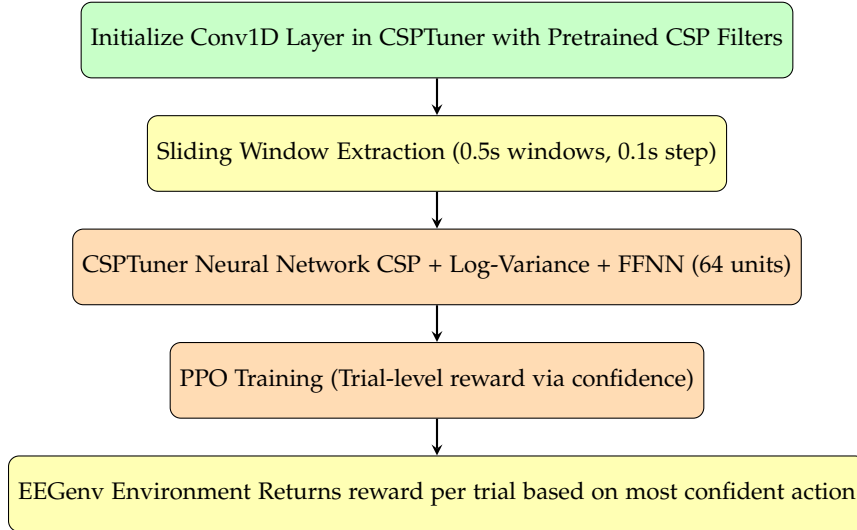 Initialize Conv1D Layer in CSPTuner with Pretrained CSP Filters
Sliding Window Extraction (0.5s windows, 0.1s step)
CSPTuner Neural Network CSP + Log-Variance + FFNN (64 units)
PPO Training (Trial-level reward via confidence)
EEGenv Environment Returns reward per trial based on most confident action